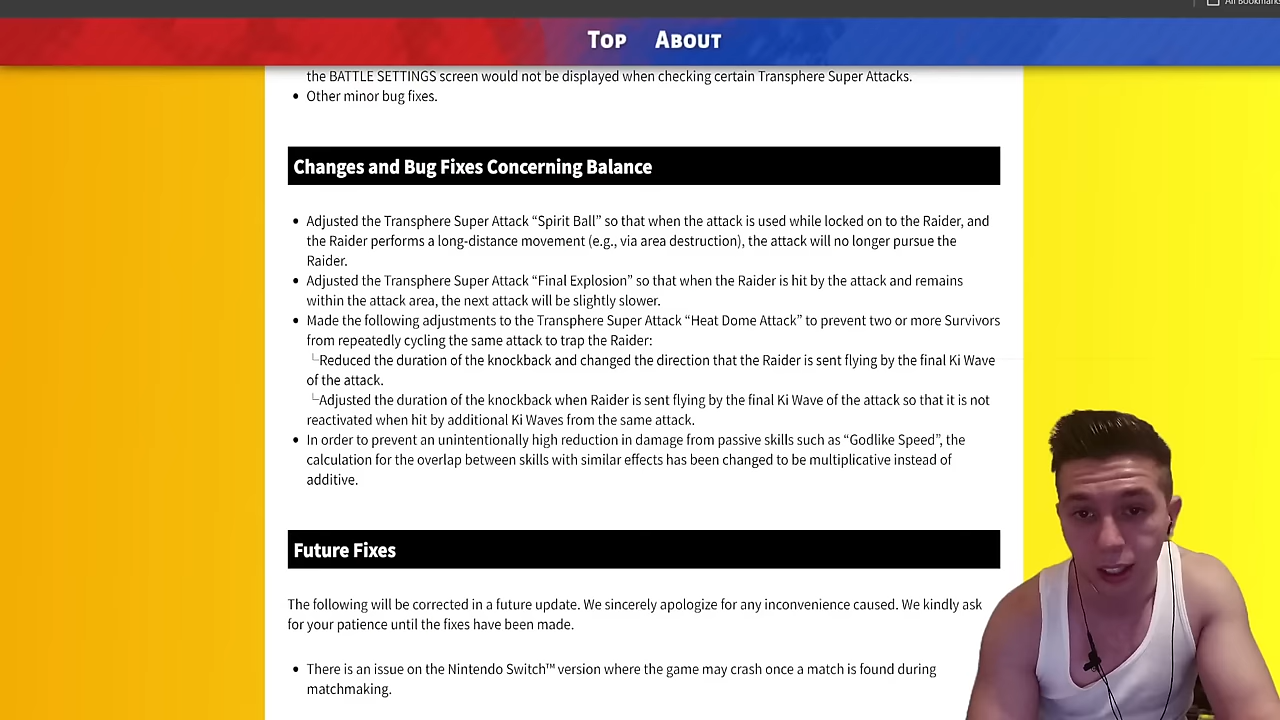 All Bookmarks
TOP ABOUT
the BATTLE SETTINGS screen would not be displayed when checking certain Transphere Super Attacks.
• Other minor bug fixes.
Changes and Bug Fixes Concerning Balance
• Adjusted the Transphere Super Attack “Spirit Ball” so that when the attack is used while locked on to the Raider, and
the Raider performs a long-distance movement (e.g., via area destruction), the attack will no longer pursue the
Raider.
• Adjusted the Transphere Super Attack “Final Explosion” so that when the Raider is hit by the attack and remains
within the attack area, the next attack will be slightly slower.
• Made the following adjustments to the Transphere Super Attack “Heat Dome Attack” to prevent two or more Survivors
from repeatedly cycling the same attack to trap the Raider:
└Reduced the duration of the knockback and changed the direction that the Raider is sent flying by the final Ki Wave
of the attack.
└Adjusted the duration of the knockback when Raider is sent flying by the final Ki Wave of the attack so that it is not
reactivated when hit by additional Ki Waves from the same attack.
• In order to prevent an unintentionally high reduction in damage from passive skills such as “Godlike Speed”, the
calculation for the overlap between skills with similar effects has been changed to be multiplicative instead of
additive.
Future Fixes
The following will be corrected in a future update. We sincerely apologize for any inconvenience caused. We kindly ask
for your patience until the fixes have been made.
• There is an issue on the Nintendo Switch™ version where the game may crash once a match is found during
matchmaking.